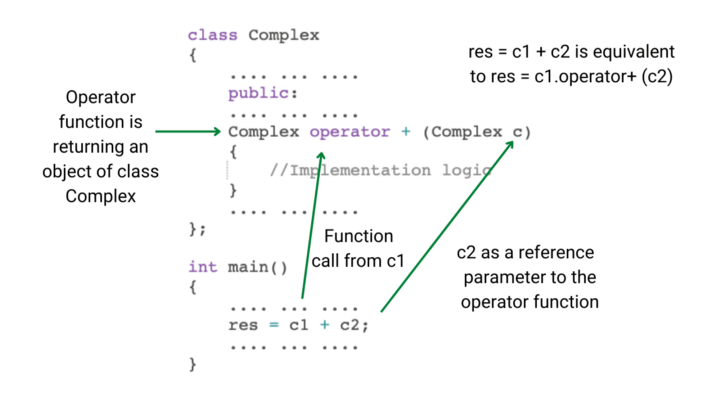 class Complex
{
.... ... ....
public:
.... ... ....
Complex operator + (Complex c)
{
//Implementation logic
}
.... ... ....
};
int main()
{
.... ... ....
res = c1 + c2;
.... ... ....
}
res = c1 + c2 is equivalent
to res = c1.operator+ (c2)
Operator
function is
returning an
object of class
Complex
Function
call from c1
c2 as a reference
parameter to the
operator function